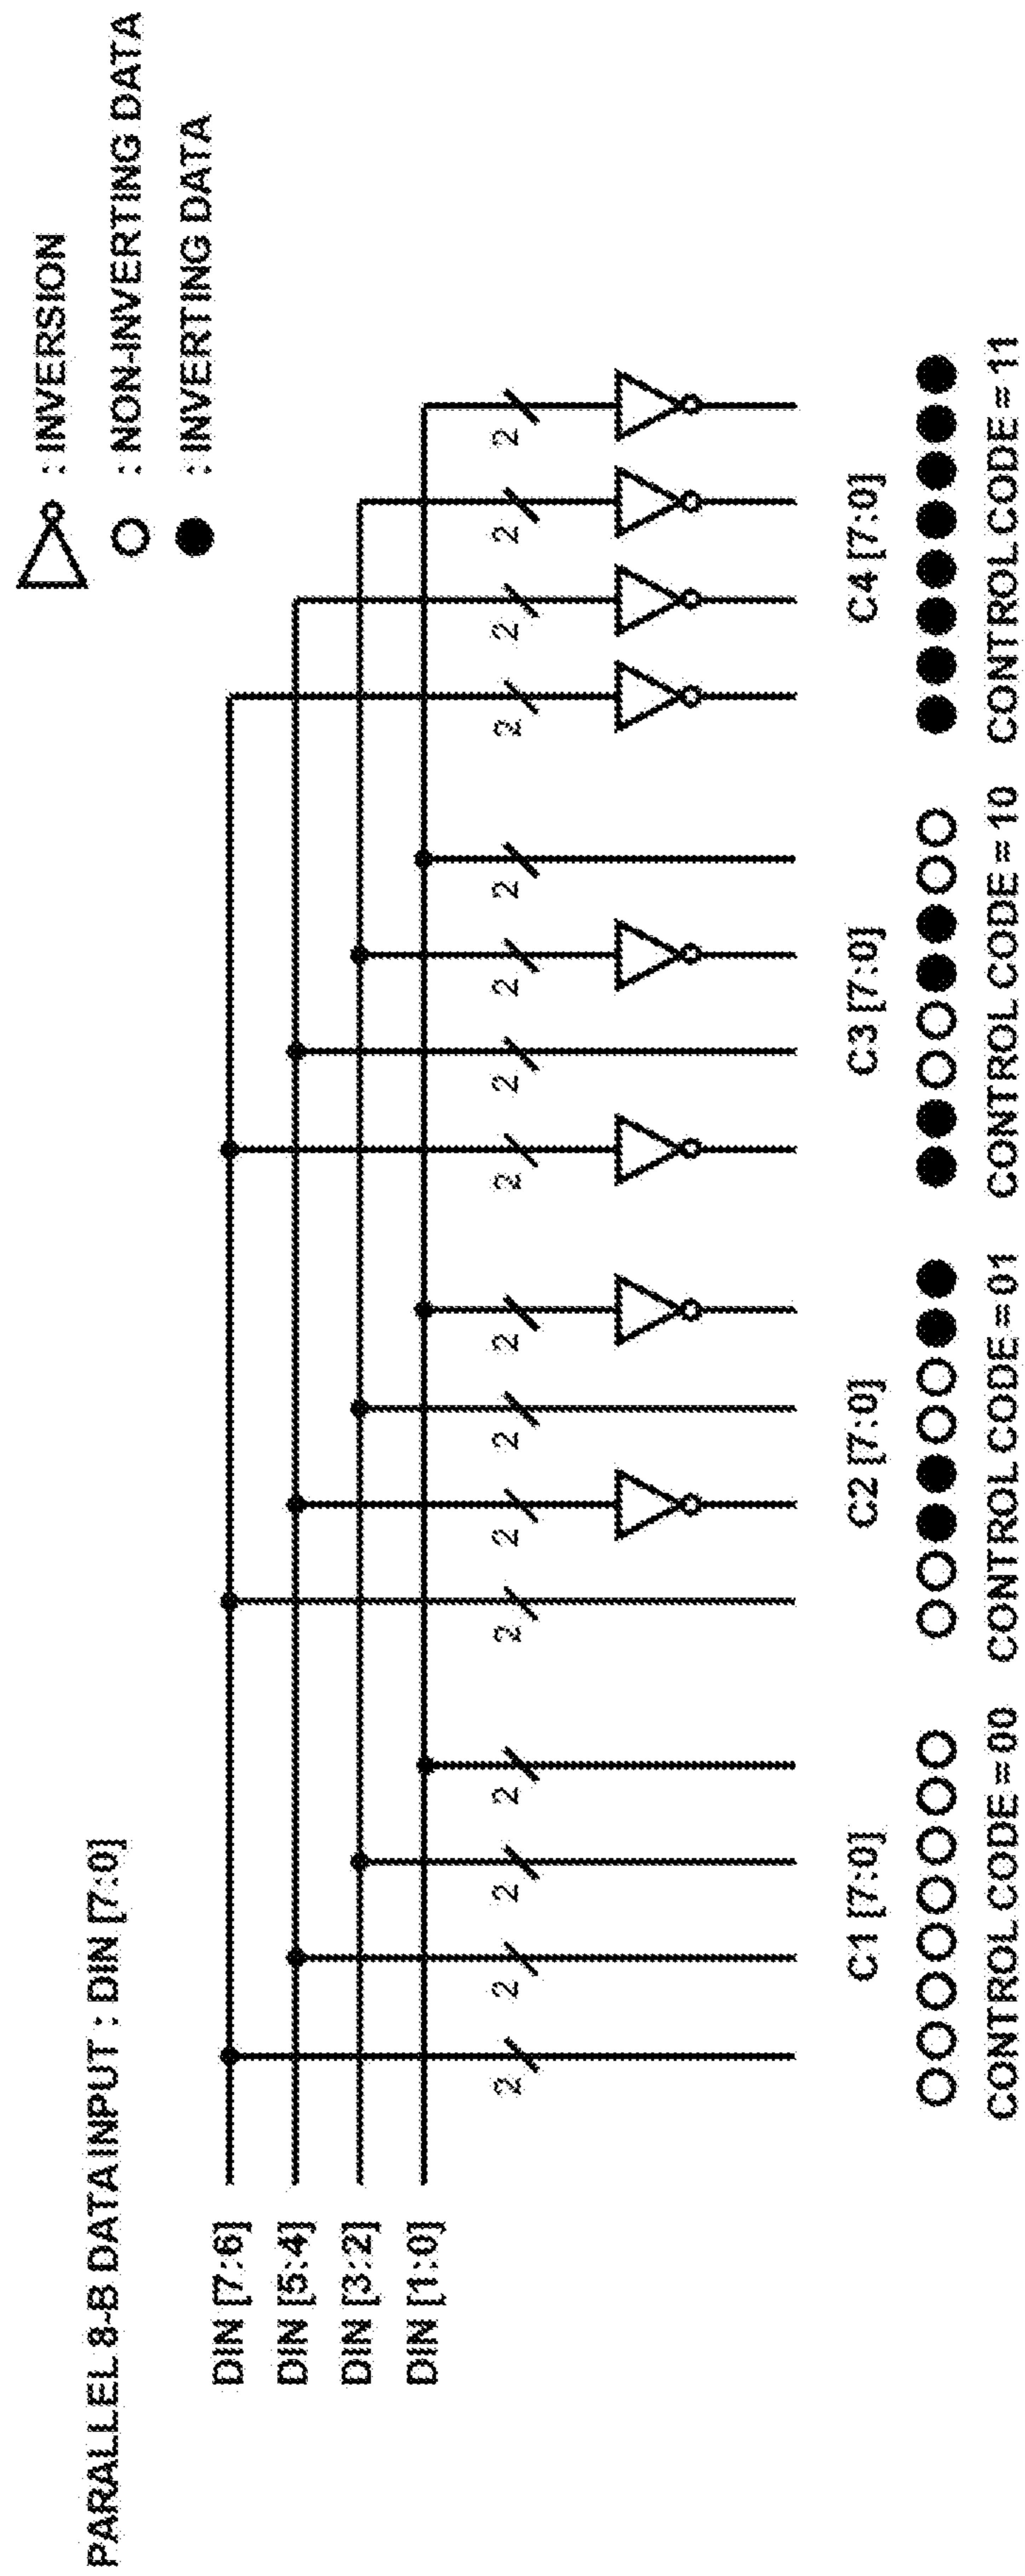 PARALLEL 8-B DATA INPUT : DIN [7:0]
: INVERSION
: NON-INVERTING DATA
: INVERTING DATA
DIN [7:6]
DIN [5:4]
DIN [3:2]
DIN [1:0]
2 2 2 2 2 2 2 2 2 2 2 2 2 2 2 2
C1 [7:0] C2 [7:0] C3 [7:0] C4 [7:0]
CONTROL CODE = 00 CONTROL CODE = 01 CONTROL CODE = 10 CONTROL CODE = 11